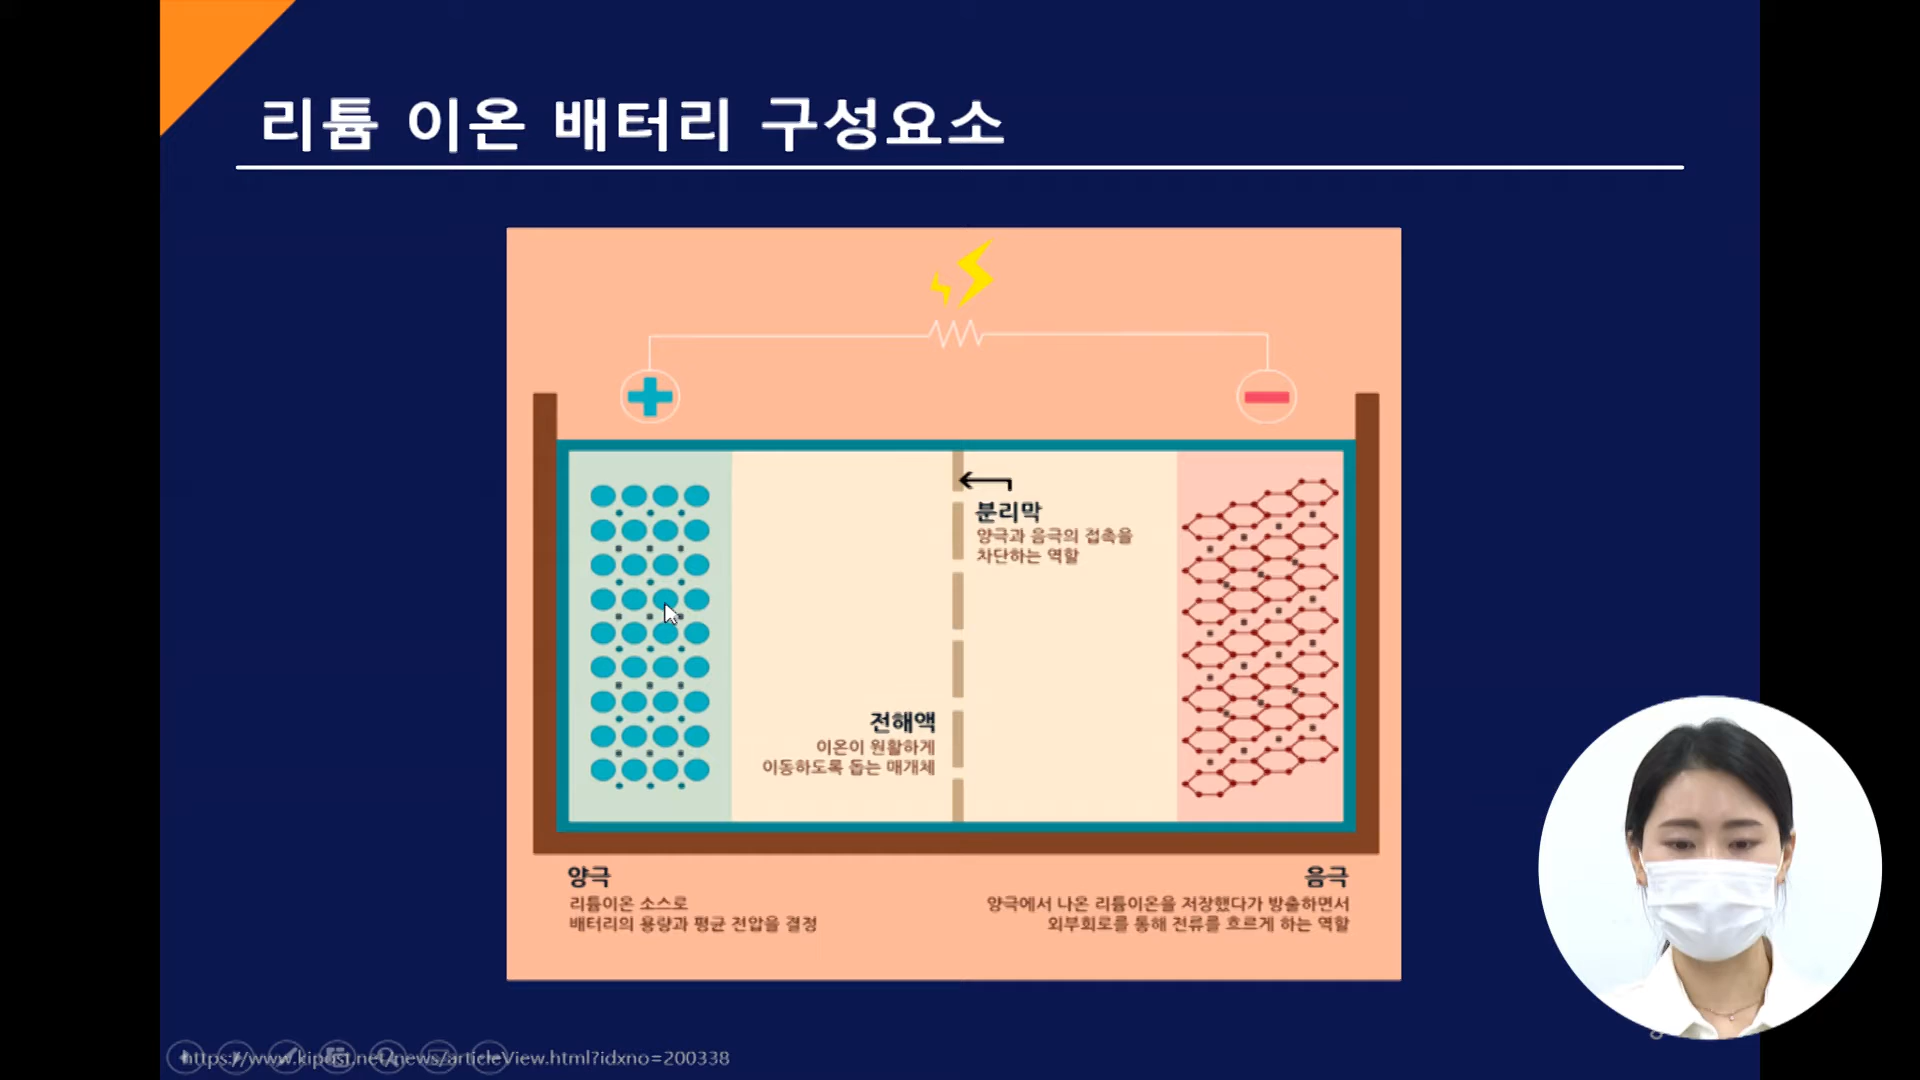 리튬 이온 배터리 구성요소
분리막
양극과 음극의 접촉을
차단하는 역할
전해액
이온이 원활하게
이동하도록 돕는 매개체
양극
리튬이온 소스로
배터리의 용량과 평균 전압을 결정
음극
양극에서 나온 리튬이온을 저장했다가 방출하면서
외부회로를 통해 전류를 흐르게 하는 역할
https://www.kipost.net/news/articleView.html?idxno=200338